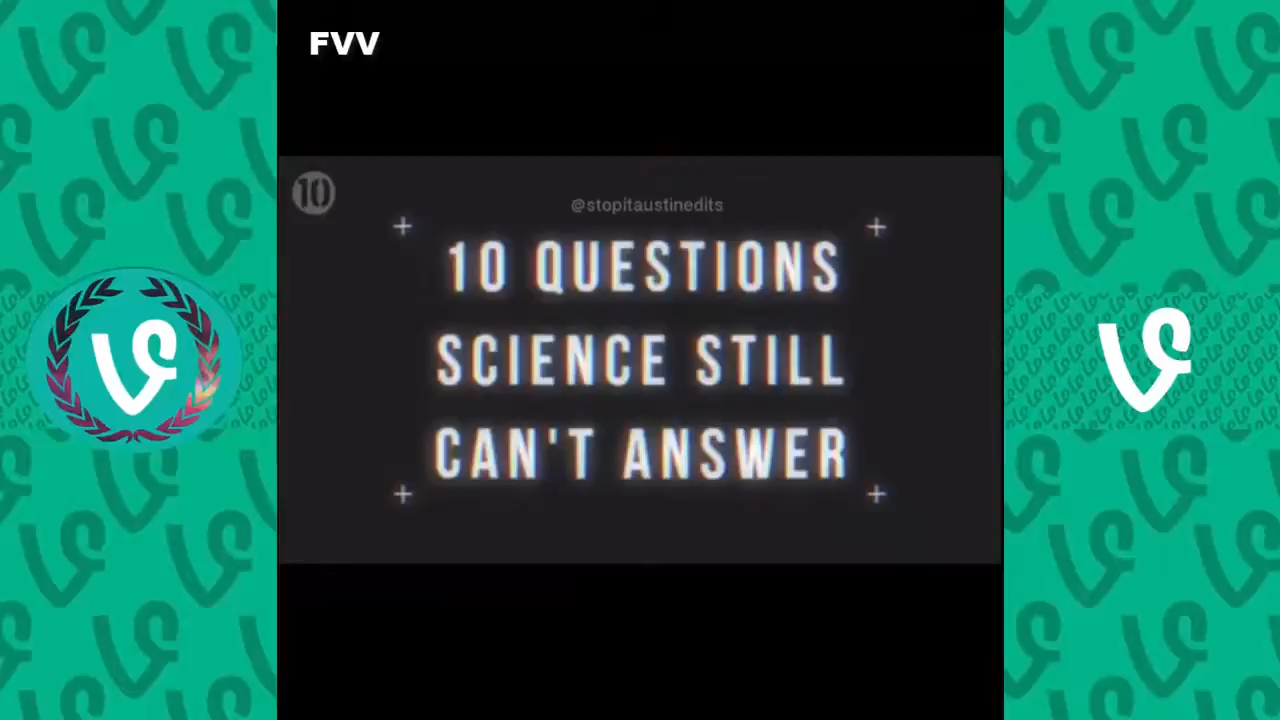 FVV
10
@stopitaustinedits
10 QUESTIONS
SCIENCE STILL
CAN'T ANSWER